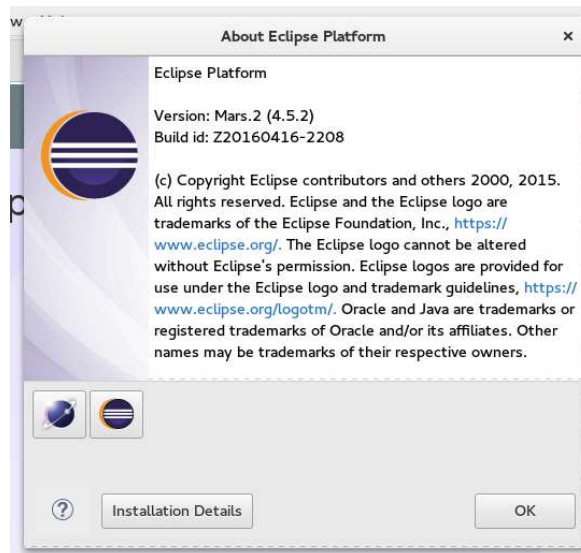 w
About Eclipse Platform
×
Eclipse Platform
Version: Mars.2 (4.5.2)
Build id: Z20160416-2208
(c) Copyright Eclipse contributors and others 2000, 2015.
All rights reserved. Eclipse and the Eclipse logo are
trademarks of the Eclipse Foundation, Inc., https://
www.eclipse.org/. The Eclipse logo cannot be altered
without Eclipse's permission. Eclipse logos are provided for
use under the Eclipse logo and trademark guidelines, https://
www.eclipse.org/logotm/. Oracle and Java are trademarks or
registered trademarks of Oracle and/or its affiliates. Other
names may be trademarks of their respective owners.
p
?
Installation Details
OK